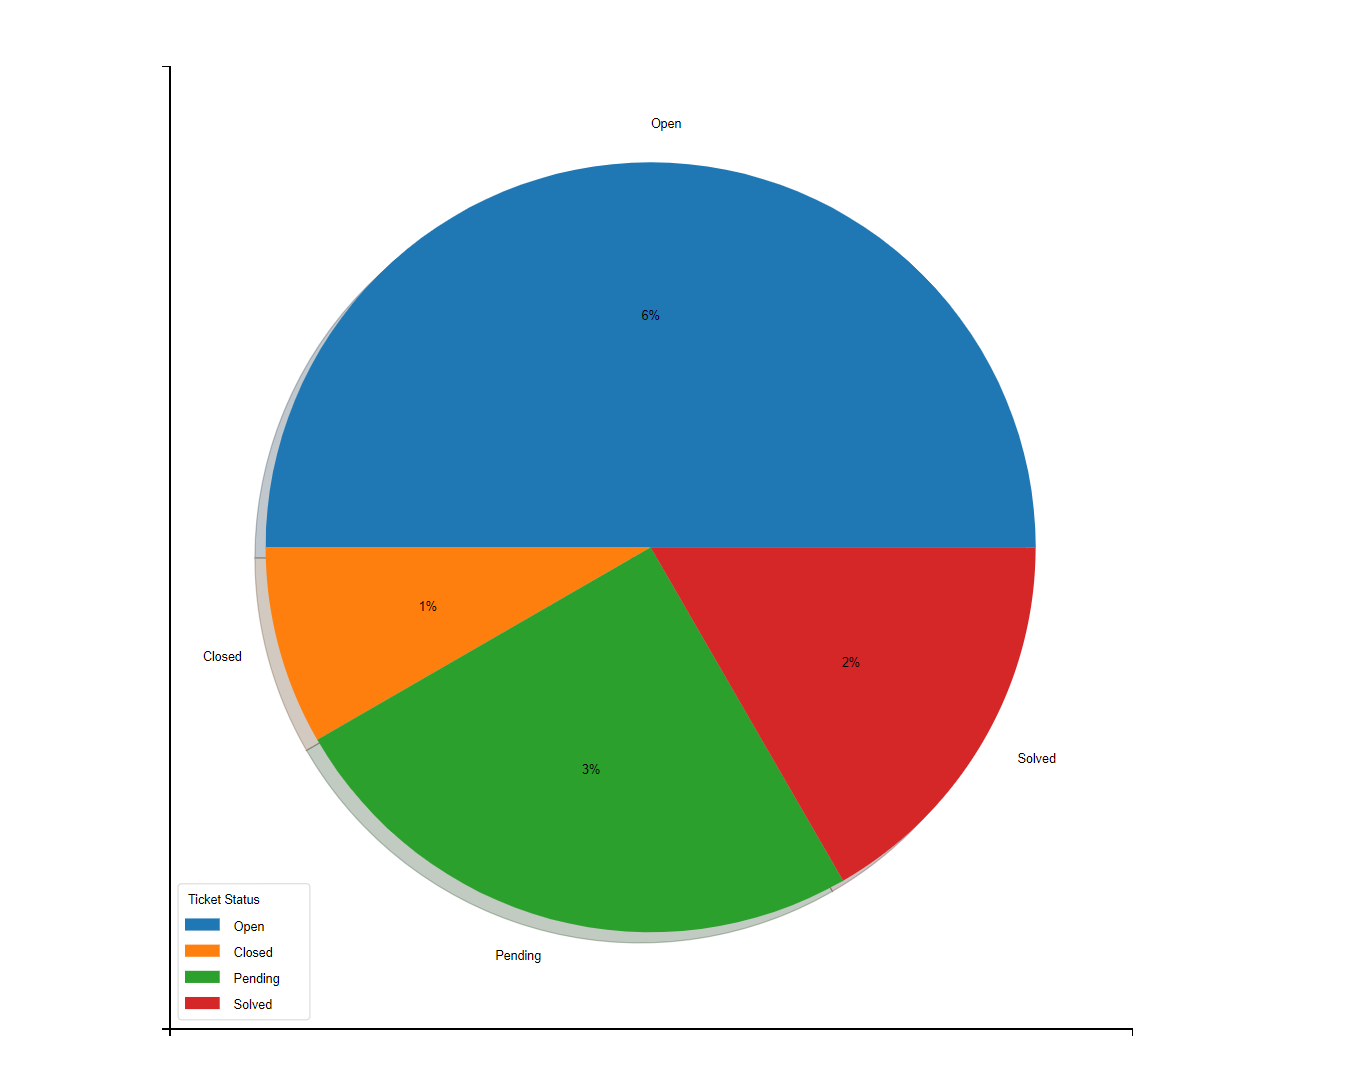 Open
6%
1%
Closed
2%
Solved
3%
Pending
Ticket Status
Open
Closed
Pending
Solved